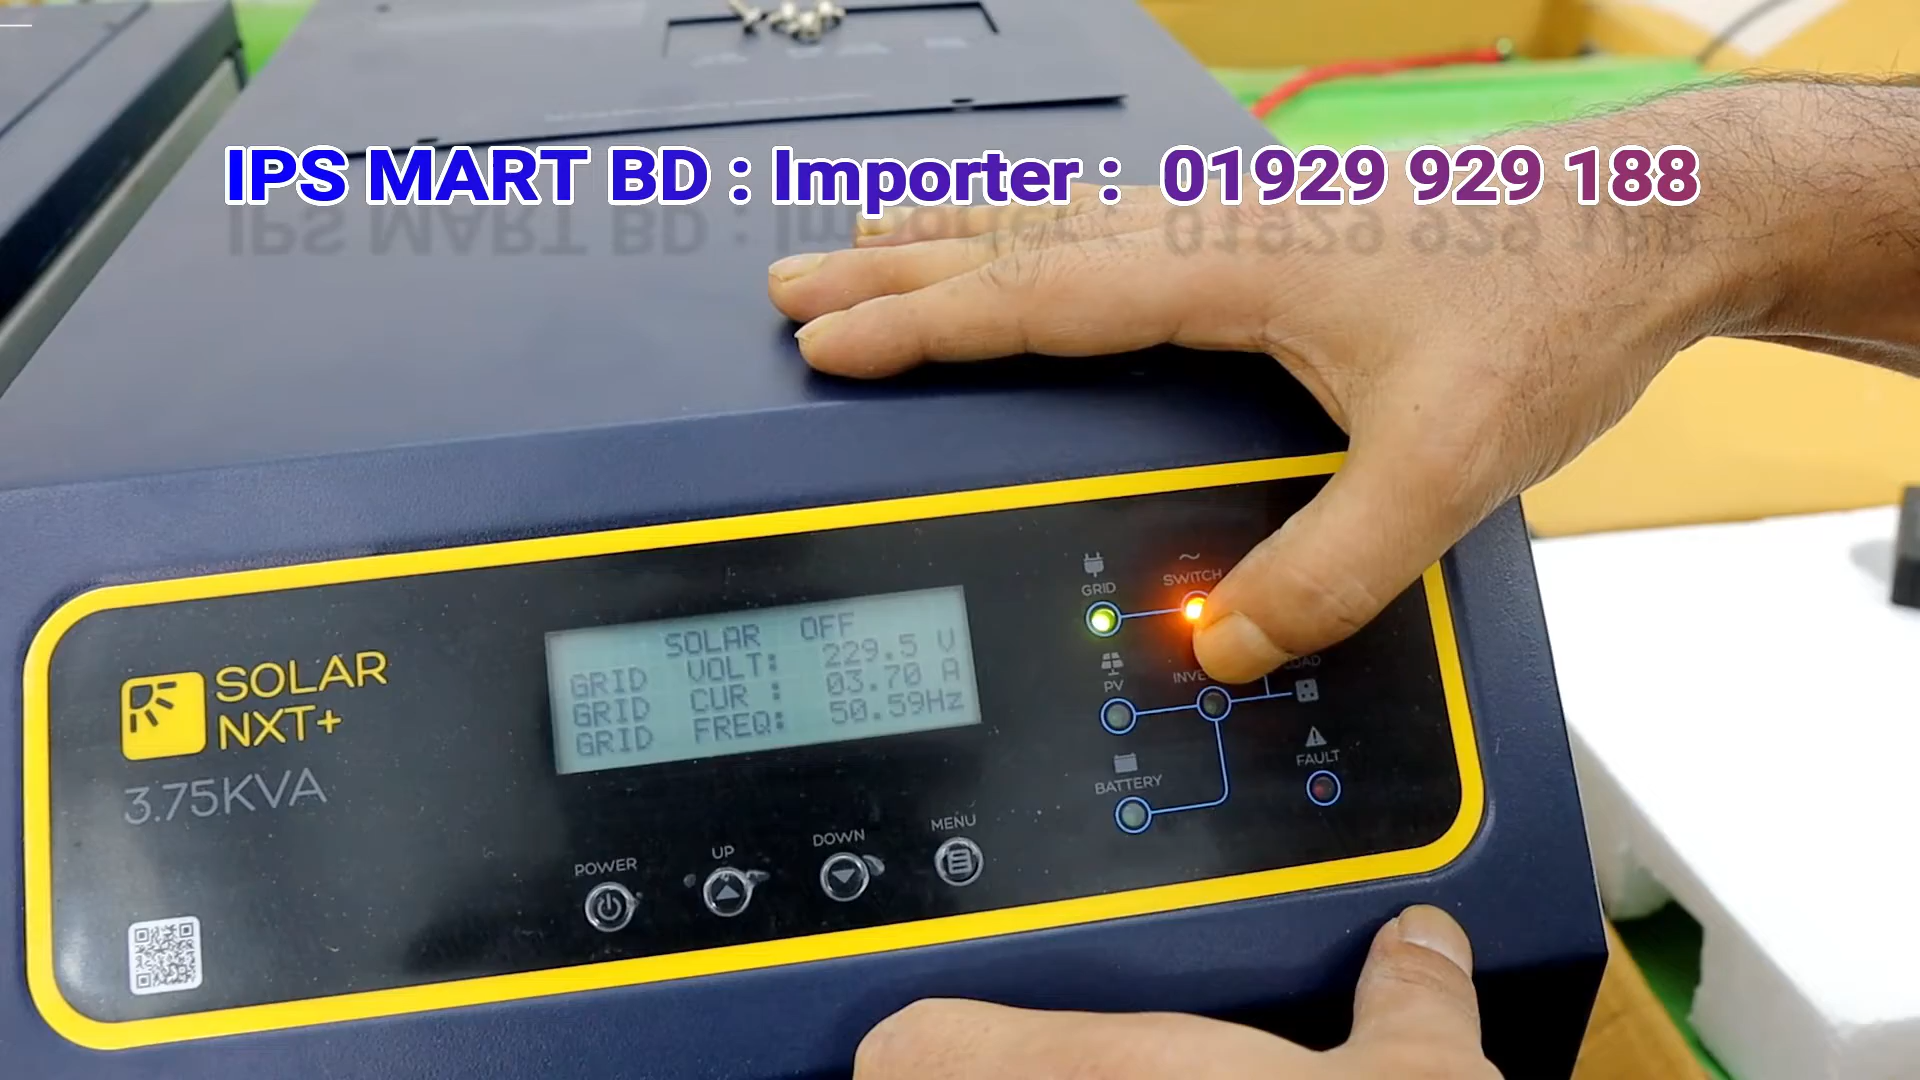 IPS MART BD : Importer : 01929 929 188
SOLAR
NXT+
3.75KVA
SOLAR OFF
GRID VOLT: 229.5 V
GRID CUR : 03.70 A
GRID FREQ: 50.59Hz
POWER
UP
DOWN
MENU
GRID
SWITCH
PV
BATTERY
FAULT